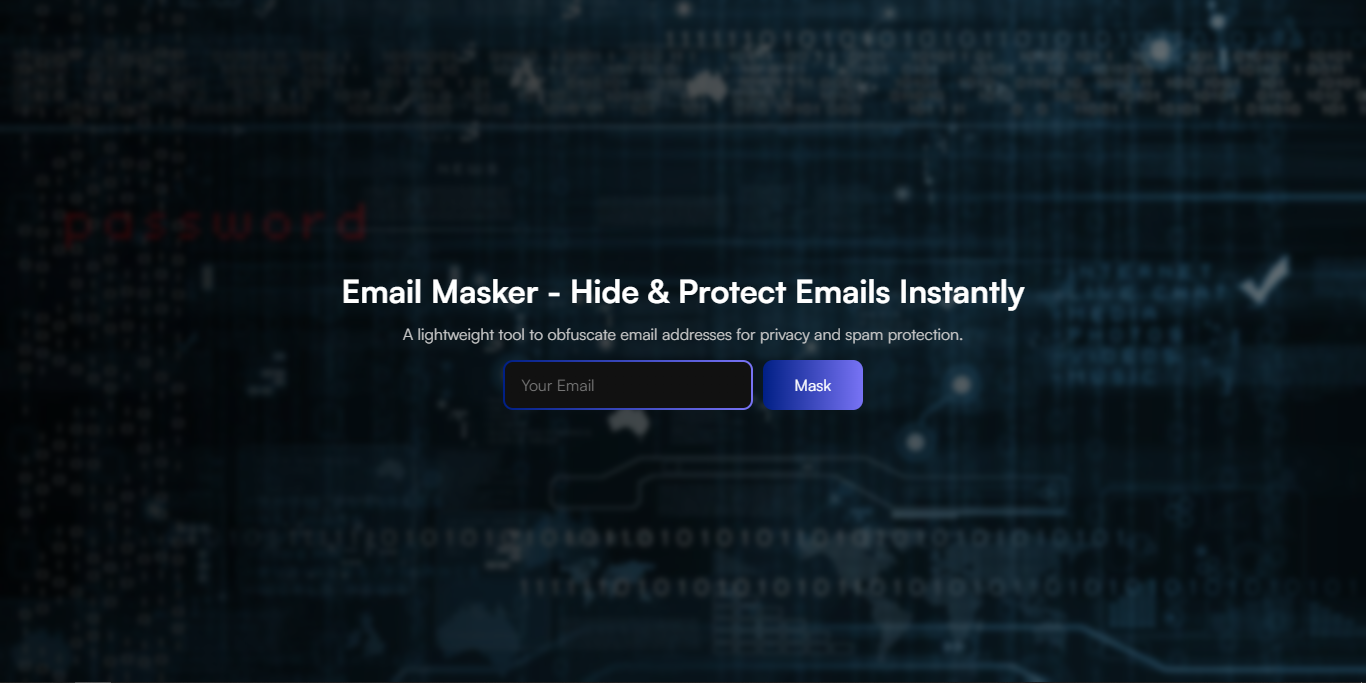 password
Email Masker - Hide & Protect Emails Instantly
A lightweight tool to obfuscate email addresses for privacy and spam protection.
Your Email
Mask